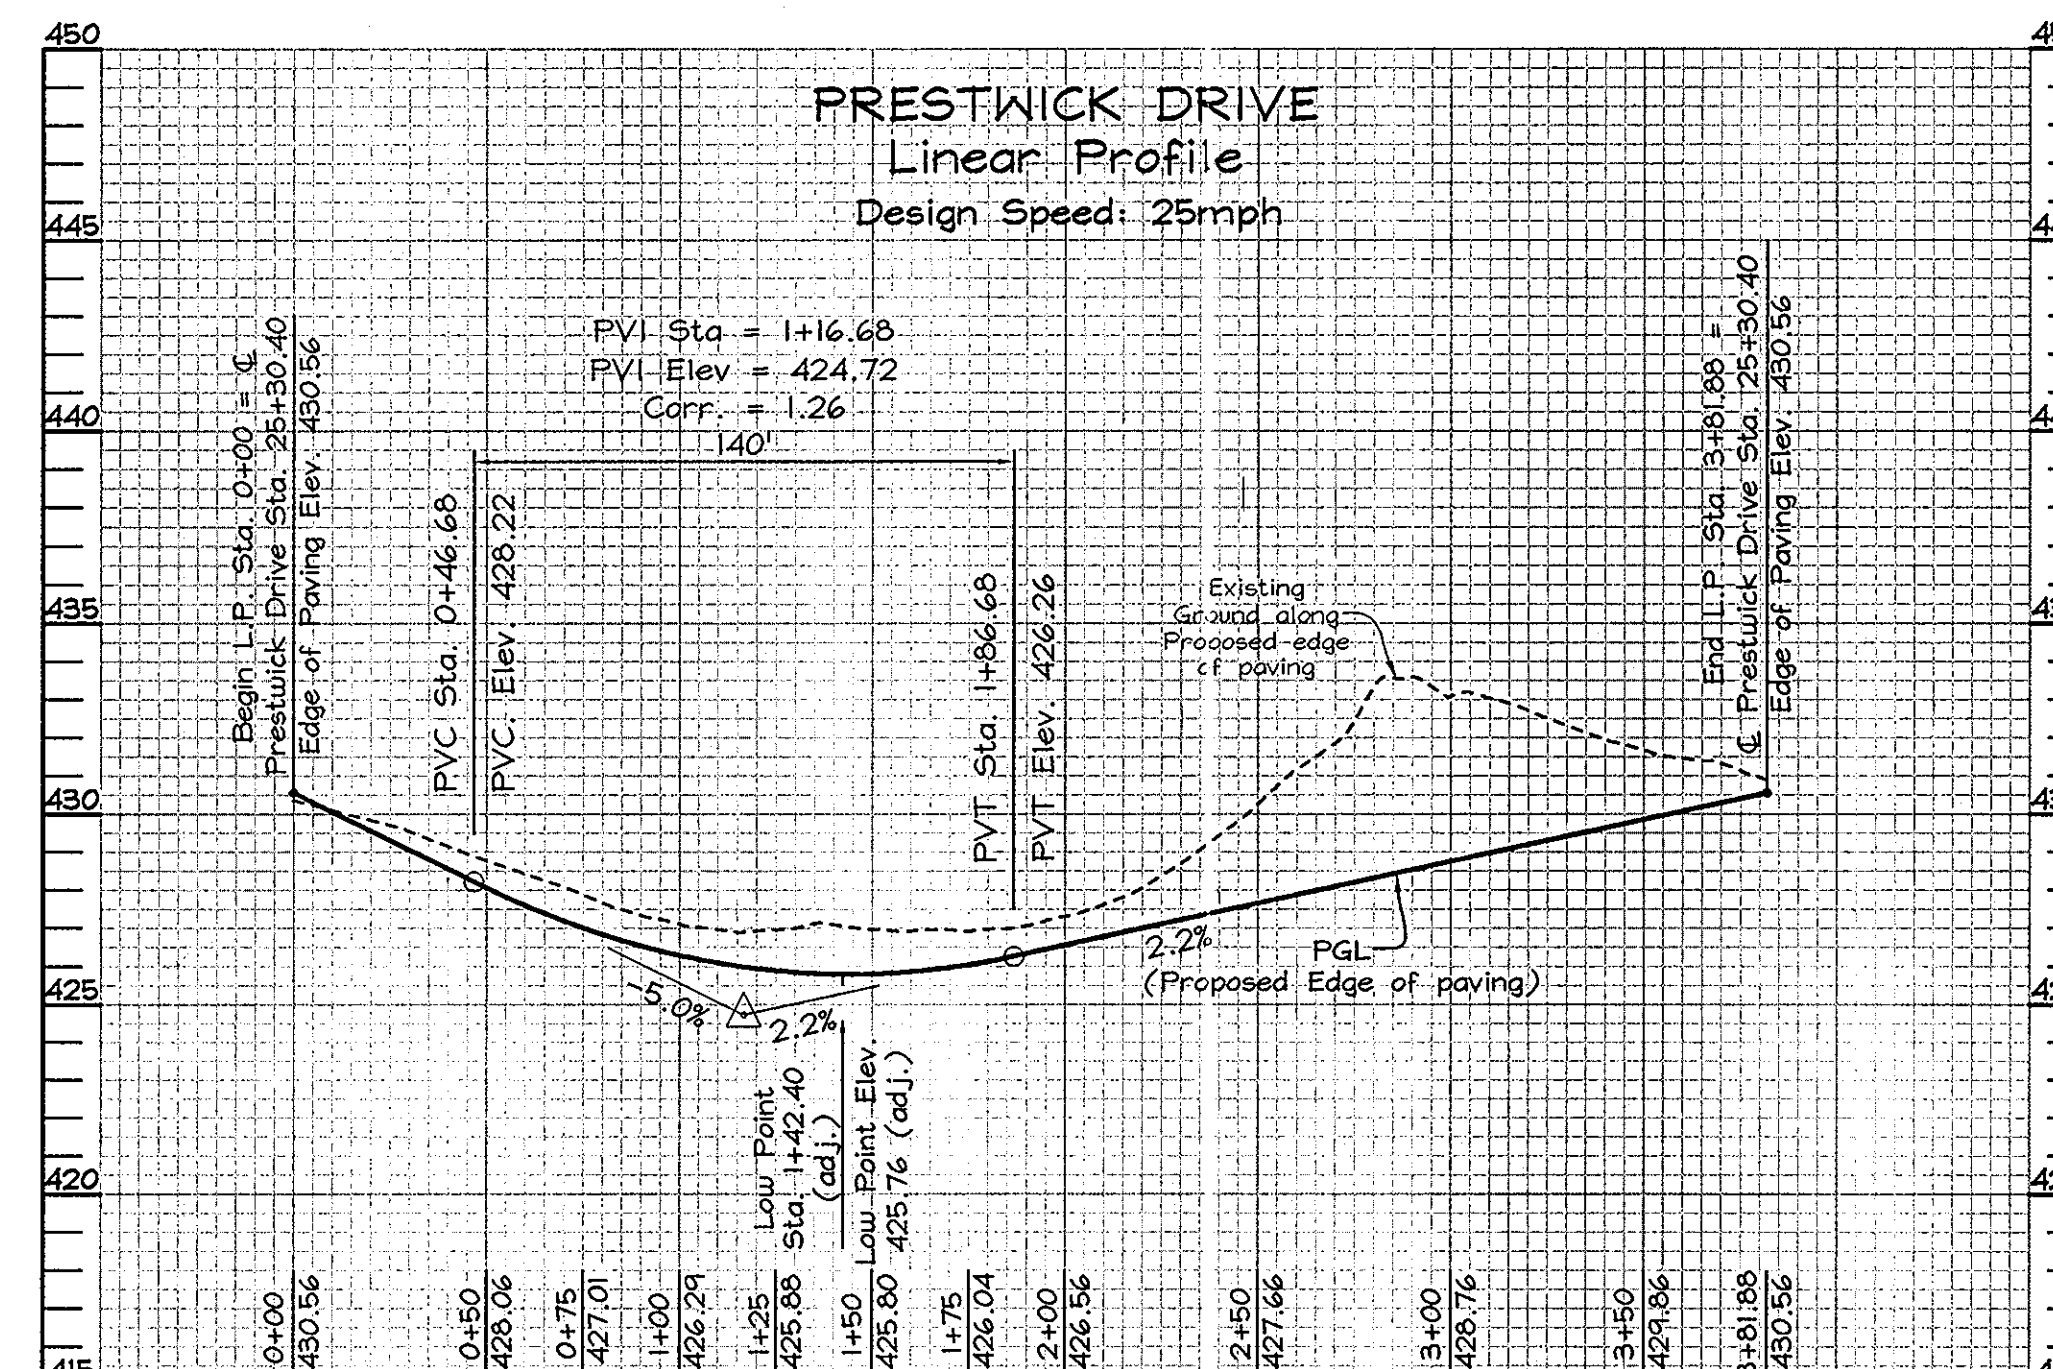 450
PRESTWICK DRIVE
Linear Profile
Design Speed: 25mph
445
440
435
430
425
420
415
Begin L.P. Sta. 0+00 = ℄
Prestwick Drive Sta. 25+30.40
Edge of Paving Elev. 430.56
PVI Sta = 1+16.68
PVI Elev = 424.72
Corr. = 1.26
140'
PVC Sta. 0+46.68
PVC. Elev. 428.22
PVT Sta. 1+86.68
PVT Elev. 426.26
Existing
Ground along
Proposed edge
of paving
End L.P. Sta. 3+81.88 =
℄ Prestwick Drive Sta. 25+30.40
Edge of Paving Elev. 430.56
-5.0%
2.2%
2.2%
PGL
(Proposed Edge of paving)
Low Point
Sta. 1+42.40
(adj.)
Low Point Elev.
425.76 (adj.)
0+00
430.56
0+50
428.06
0+75
427.01
1+00
426.29
1+25
425.88
1+50
425.80
1+75
426.04
2+00
426.56
2+50
427.66
3+00
428.76
3+50
429.86
3+81.88
430.56